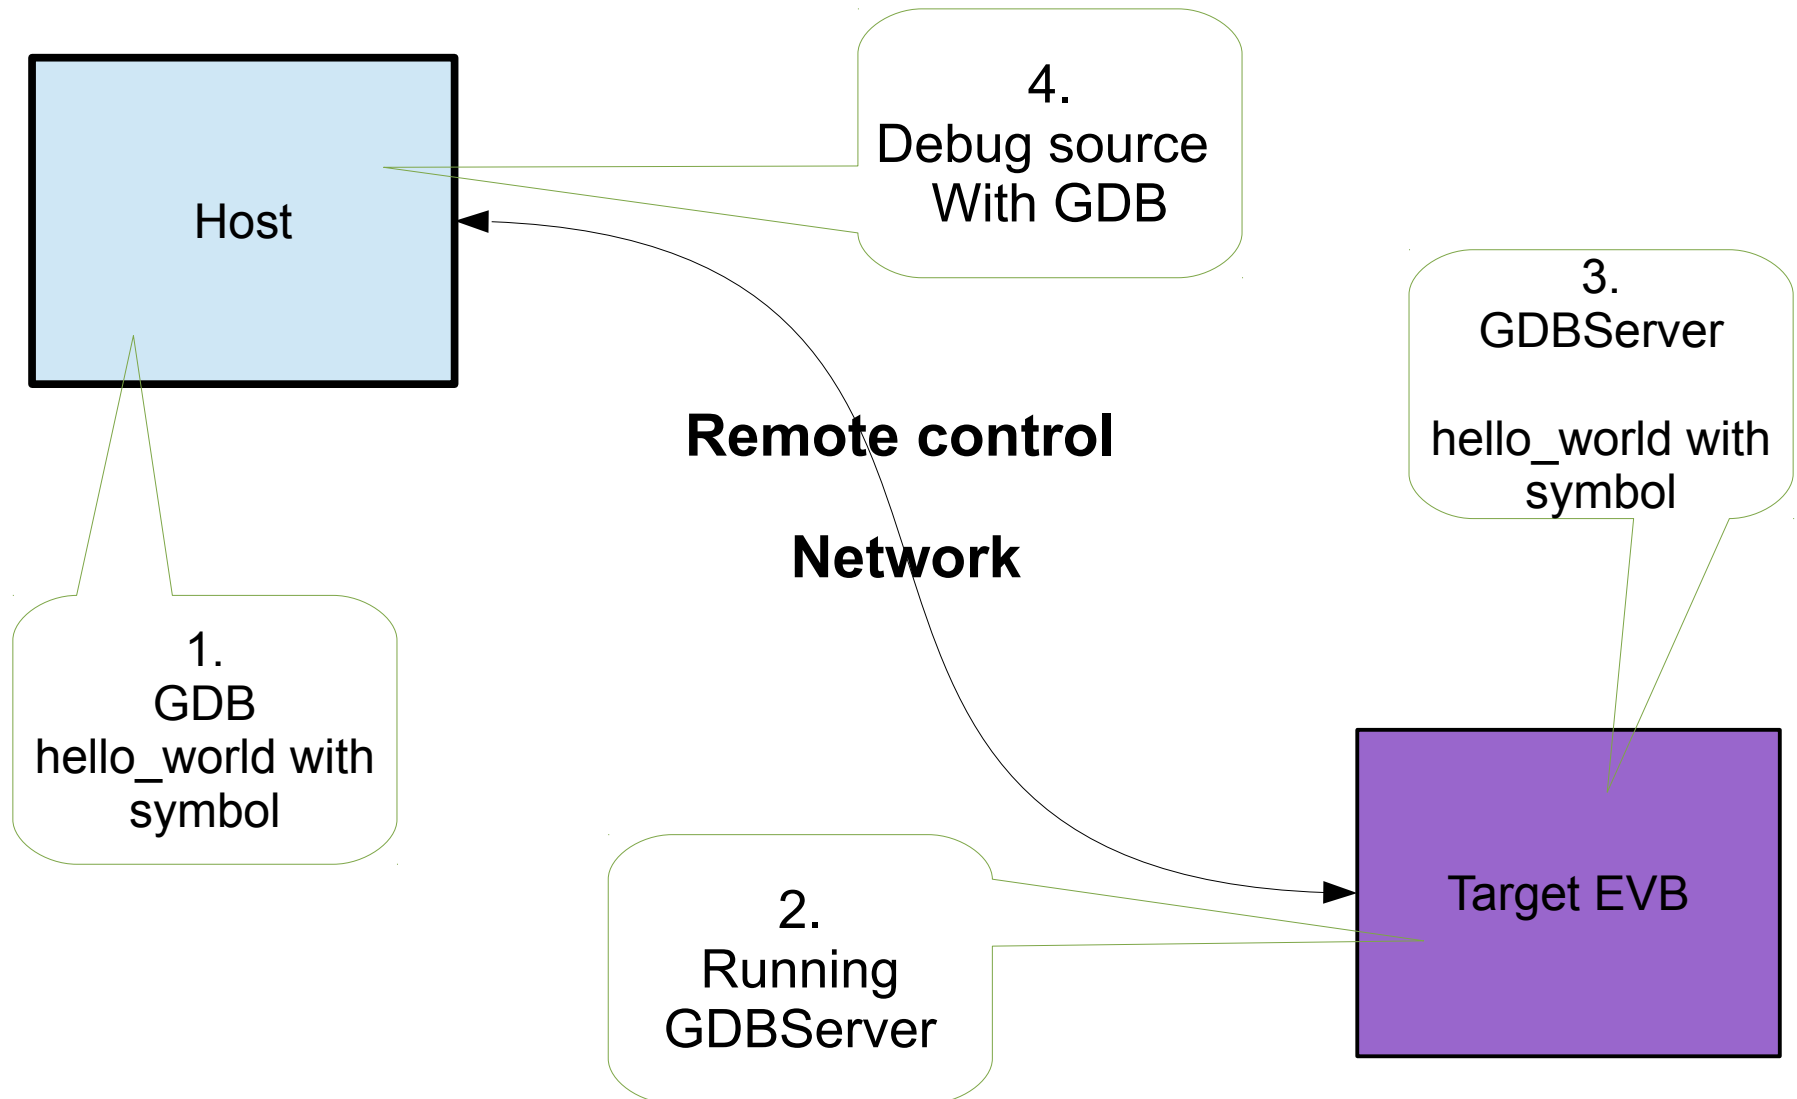 Host
4.
Debug source
With GDB
3.
GDBServer
hello_world with
symbol
Remote control
Network
1.
GDB
hello_world with
symbol
2.
Running
GDBServer
Target EVB